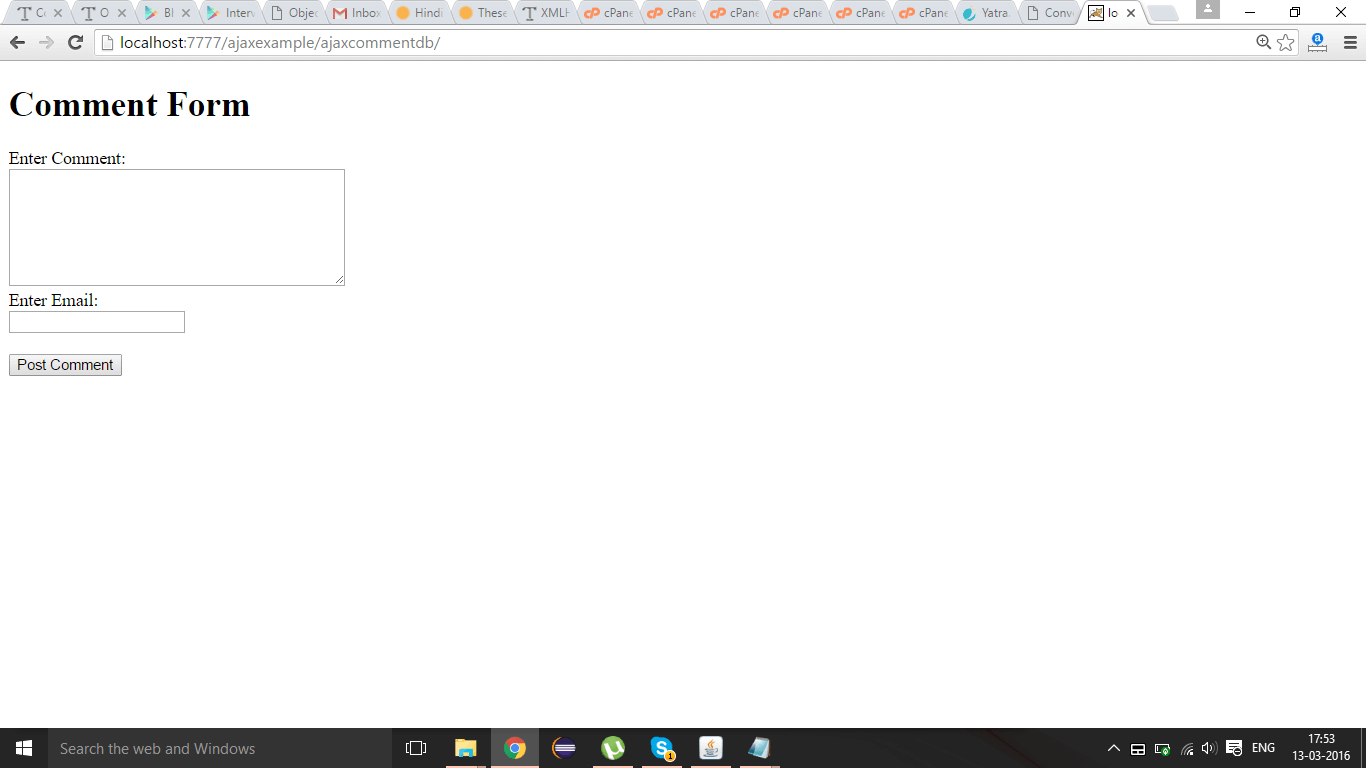 C Ol Bl Inter Objec Inbox Hindi These XMLH cPane cPane cPane cPane cPane cPane Yatra Conv lo
localhost:7777/ajaxexample/ajaxcommentdb/
Comment Form
Enter Comment:
Enter Email:
Post Comment
Search the web and Windows
ENG
17:53
13-03-2016